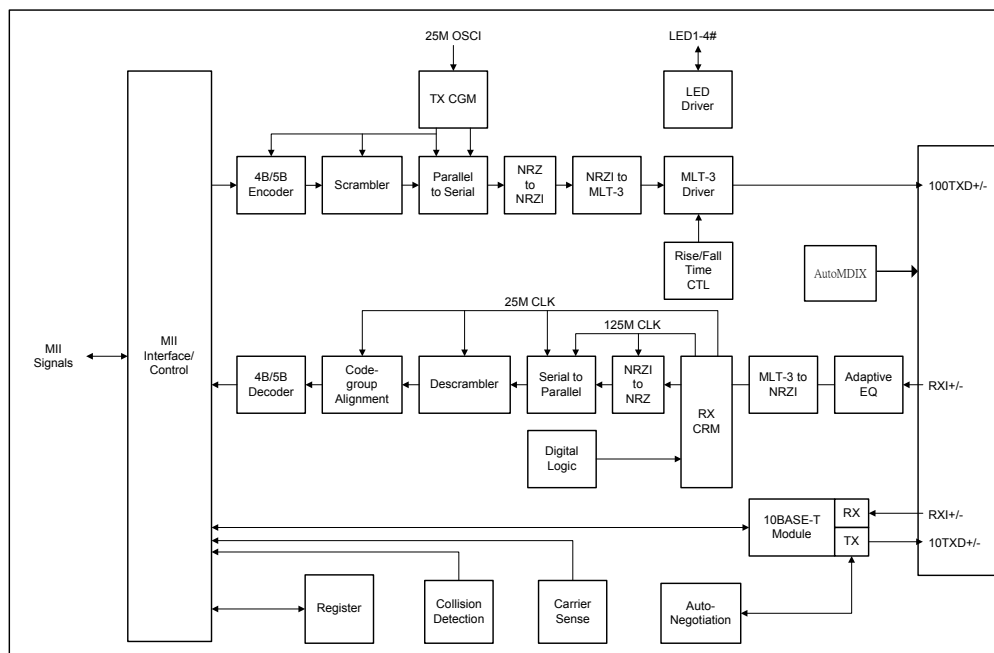 25M OSCI
LED1-4#
TX CGM
LED
Driver
4B/5B
Encoder
Scrambler
Parallel
to Serial
NRZ
to
NRZI
NRZI to
MLT-3
MLT-3
Driver
100TXD+/-
Rise/Fall
Time
CTL
AutoMDIX
25M CLK
125M CLK
MII
Signals
MII
Interface/
Control
4B/5B
Decoder
Code-
group
Alignment
Descrambler
Serial to
Parallel
NRZI
to
NRZ
RX
CRM
MLT-3 to
NRZI
Adaptive
EQ
RXI+/-
Digital
Logic
10BASE-T
Module
RX
TX
RXI+/-
10TXD+/-
Register
Collision
Detection
Carrier
Sense
Auto-
Negotiation